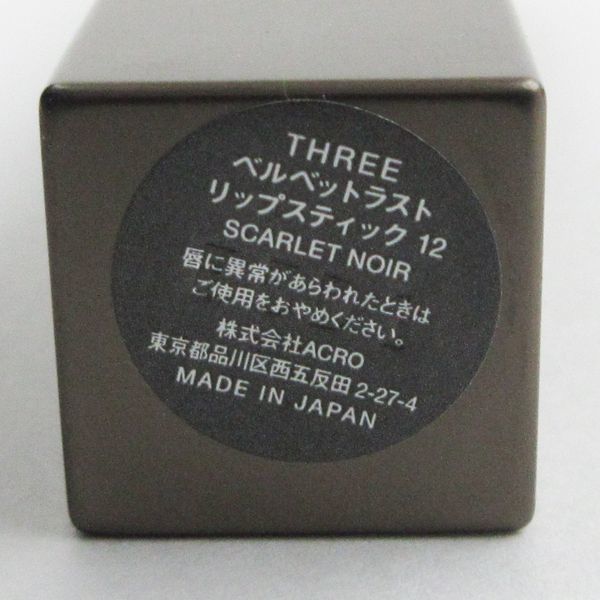 THREE
ベルベットラスト
リップスティック 12
SCARLET NOIR
唇に異常があらわれたときは
ご使用をおやめください。
株式会社ACRO
東京都品川区西五反田2-27-4
MADE IN JAPAN